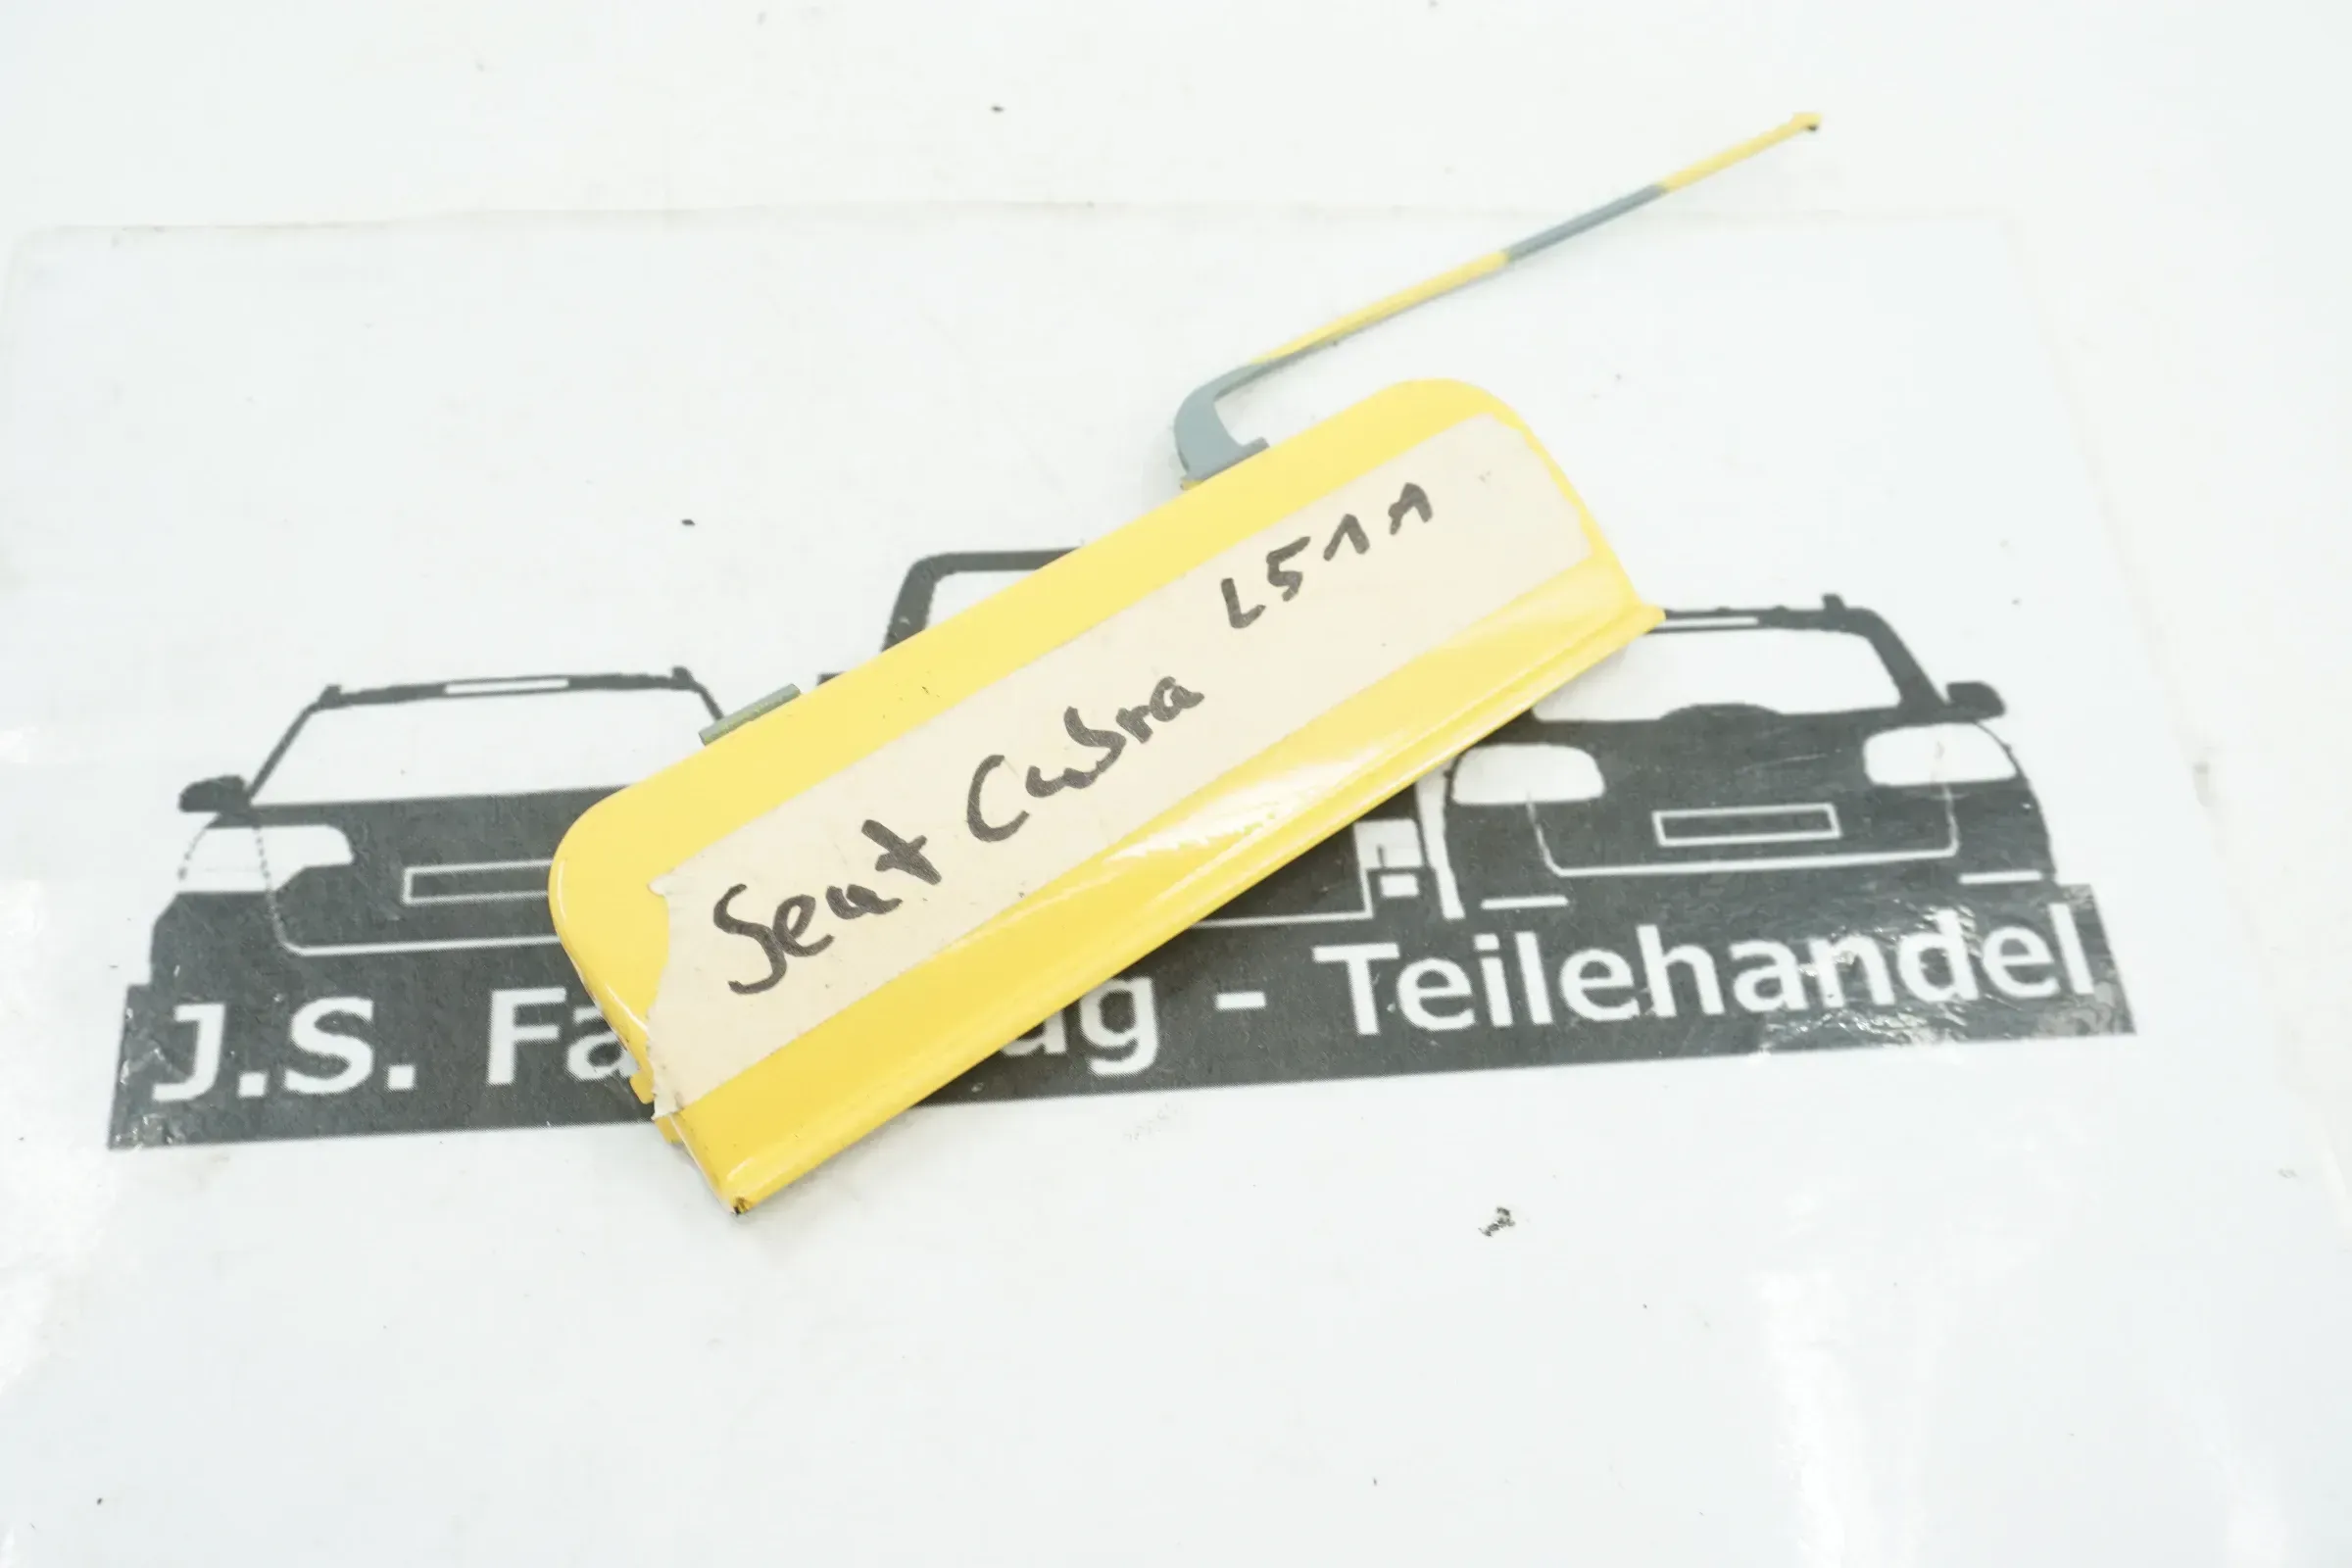 Seat Cubra L511
J.S. Fa ug - Teilehandel